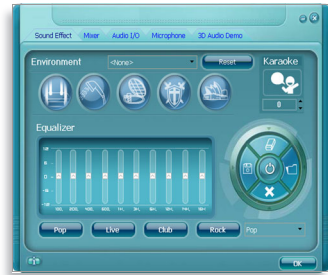 Sound Effect Mixer Audio I/O Microphone 3D Audio Demo
Environment <None> Reset Karaoke
0
Equalizer
Pop Live Club Rock Pop
OK